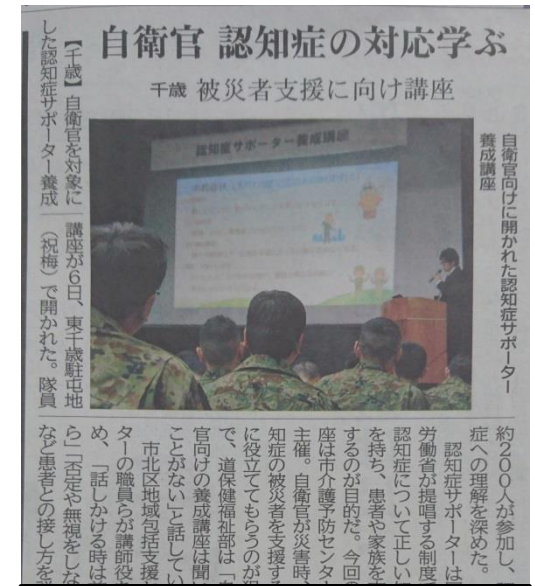 自衛官 認知症の対応学ぶ
千歳 被災者支援に向け講座
自衛官向けに開かれた認知症サポーター
養成講座
認知症サポーター養成講座
【千歳】自衛官を対象に
した認知症サポーター養成
講座が6日、東千歳駐屯地
（祝梅）で開かれた。隊員
約200人が参加し、
症への理解を深めた。
認知症サポーターは
労働省が提唱する制度
認知症について正しい
を持ち、患者や家族を
するのが目的だ。今回の
座は市介護予防センター
主催。自衛官が災害時、
知症の被災者を支援する
に役立ててもらうのが
で、道保健福祉部は「
官向けの養成講座は聞い
ことがない」と話してい
市北区地域包括支援
ターの職員らが講師役
め、「話しかける時は
ら」「否定や無視をしな
など患者との接し方を